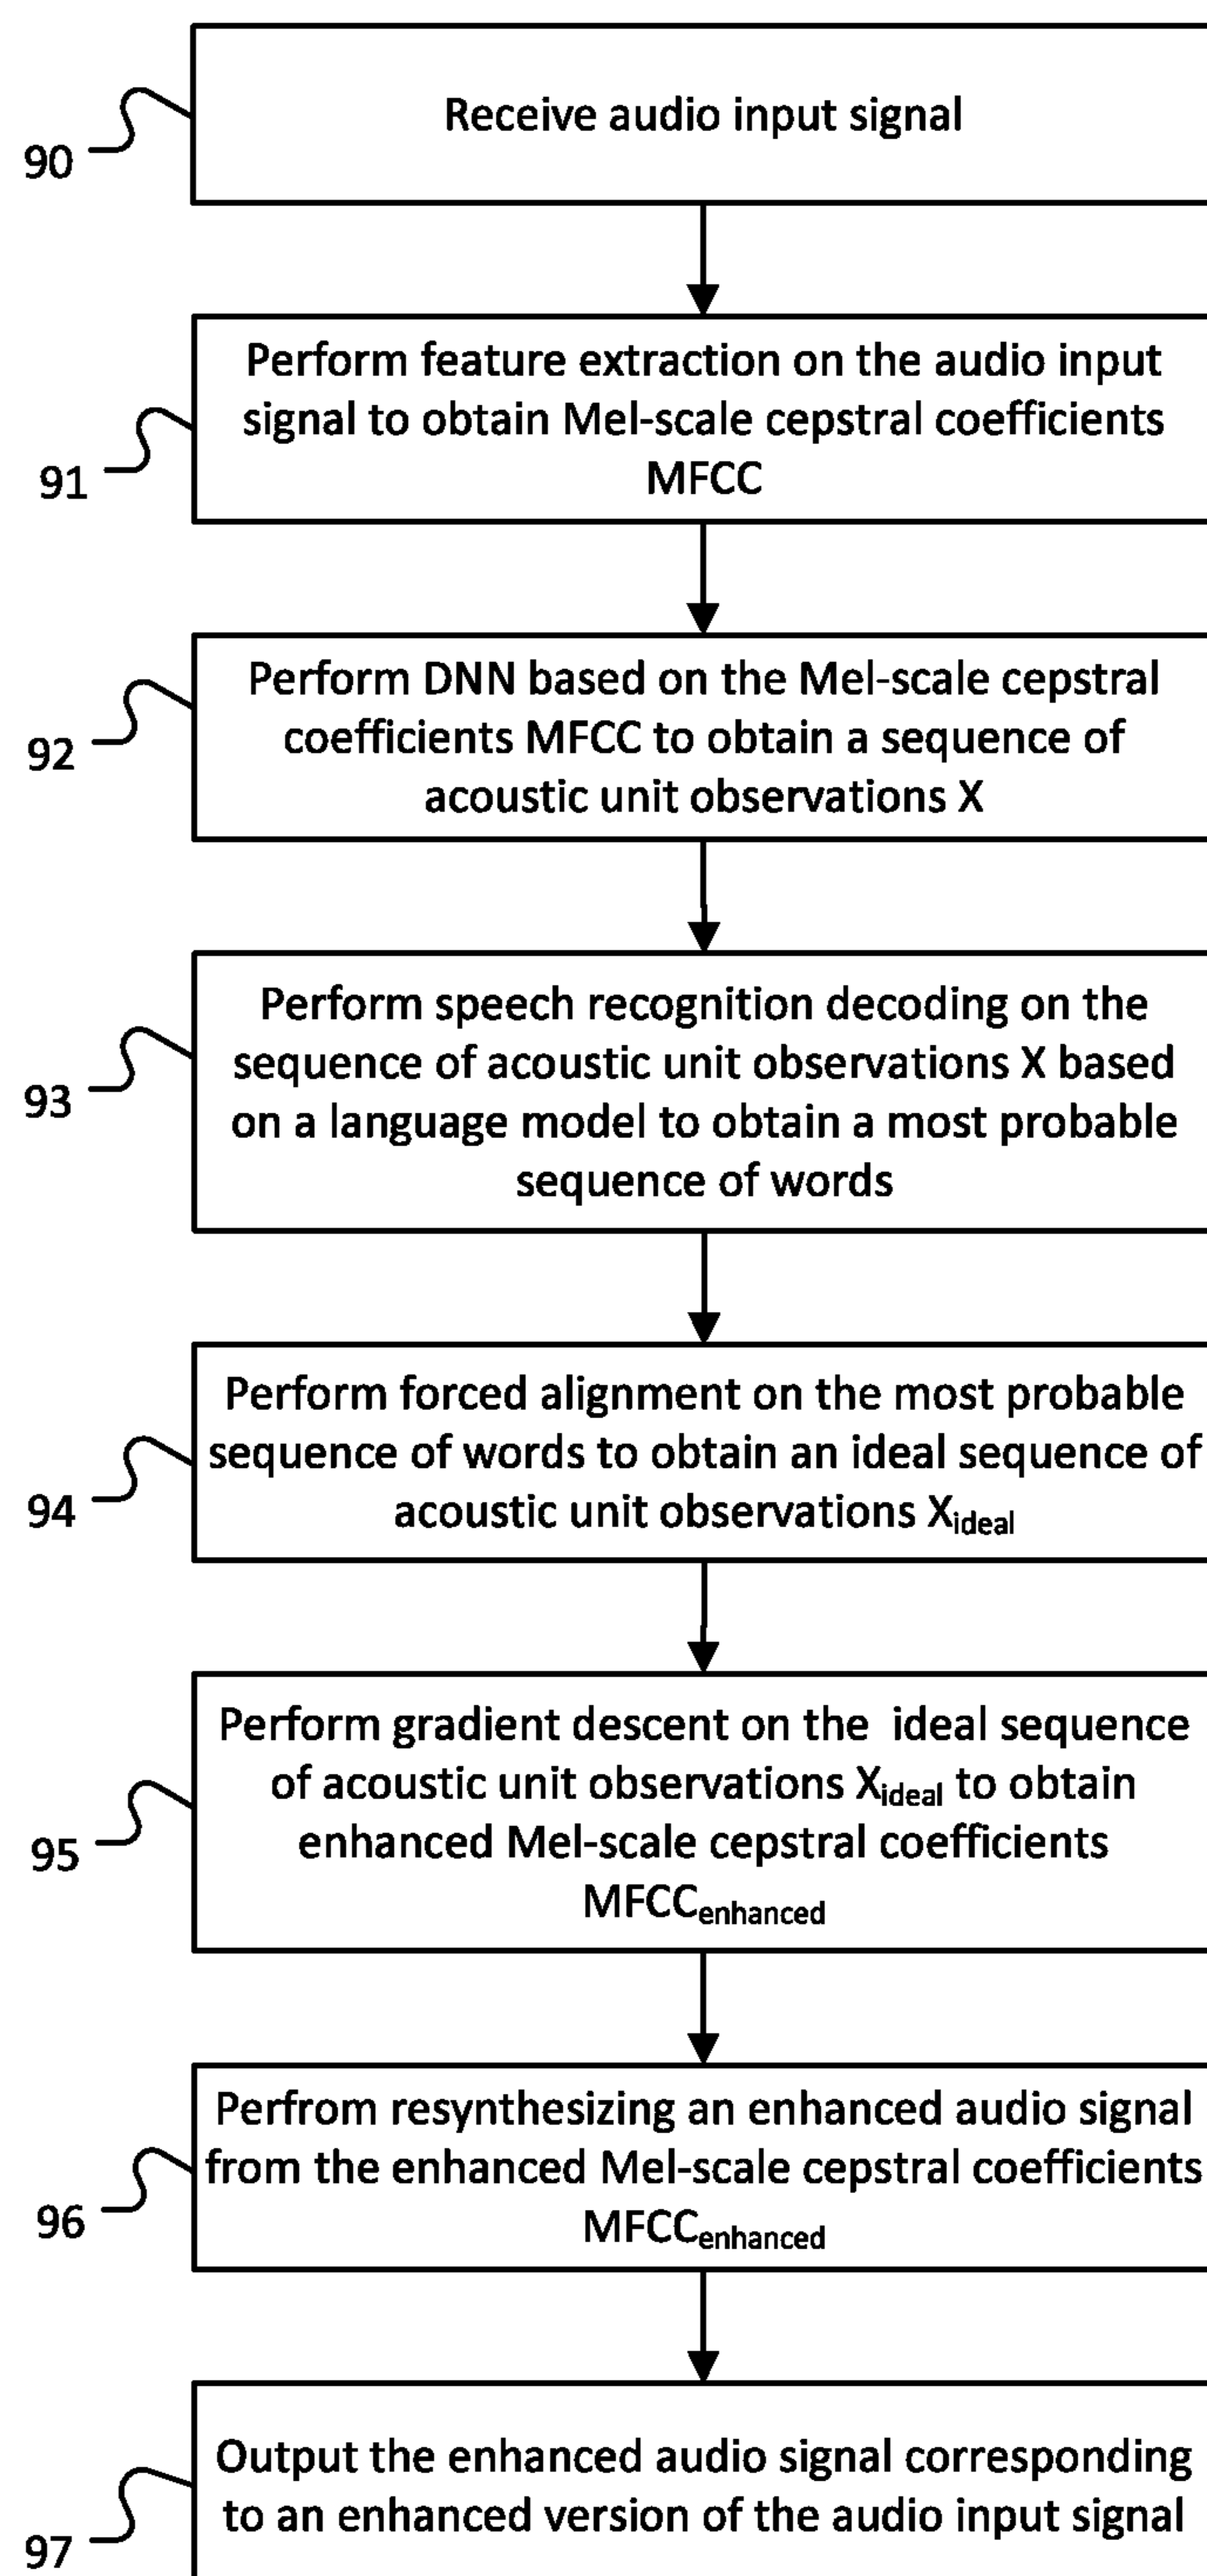 Receive audio input signal
90
Perform feature extraction on the audio input
signal to obtain Mel-scale cepstral coefficients
MFCC
91
Perform DNN based on the Mel-scale cepstral
coefficients MFCC to obtain a sequence of
acoustic unit observations X
92
Perform speech recognition decoding on the
sequence of acoustic unit observations X based
on a language model to obtain a most probable
sequence of words
93
Perform forced alignment on the most probable
sequence of words to obtain an ideal sequence of
acoustic unit observations Xideal
94
Perform gradient descent on the ideal sequence
of acoustic unit observations Xideal to obtain
enhanced Mel-scale cepstral coefficients
MFCCenhanced
95
Perfrom resynthesizing an enhanced audio signal
from the enhanced Mel-scale cepstral coefficients
MFCCenhanced
96
Output the enhanced audio signal corresponding
to an enhanced version of the audio input signal
97